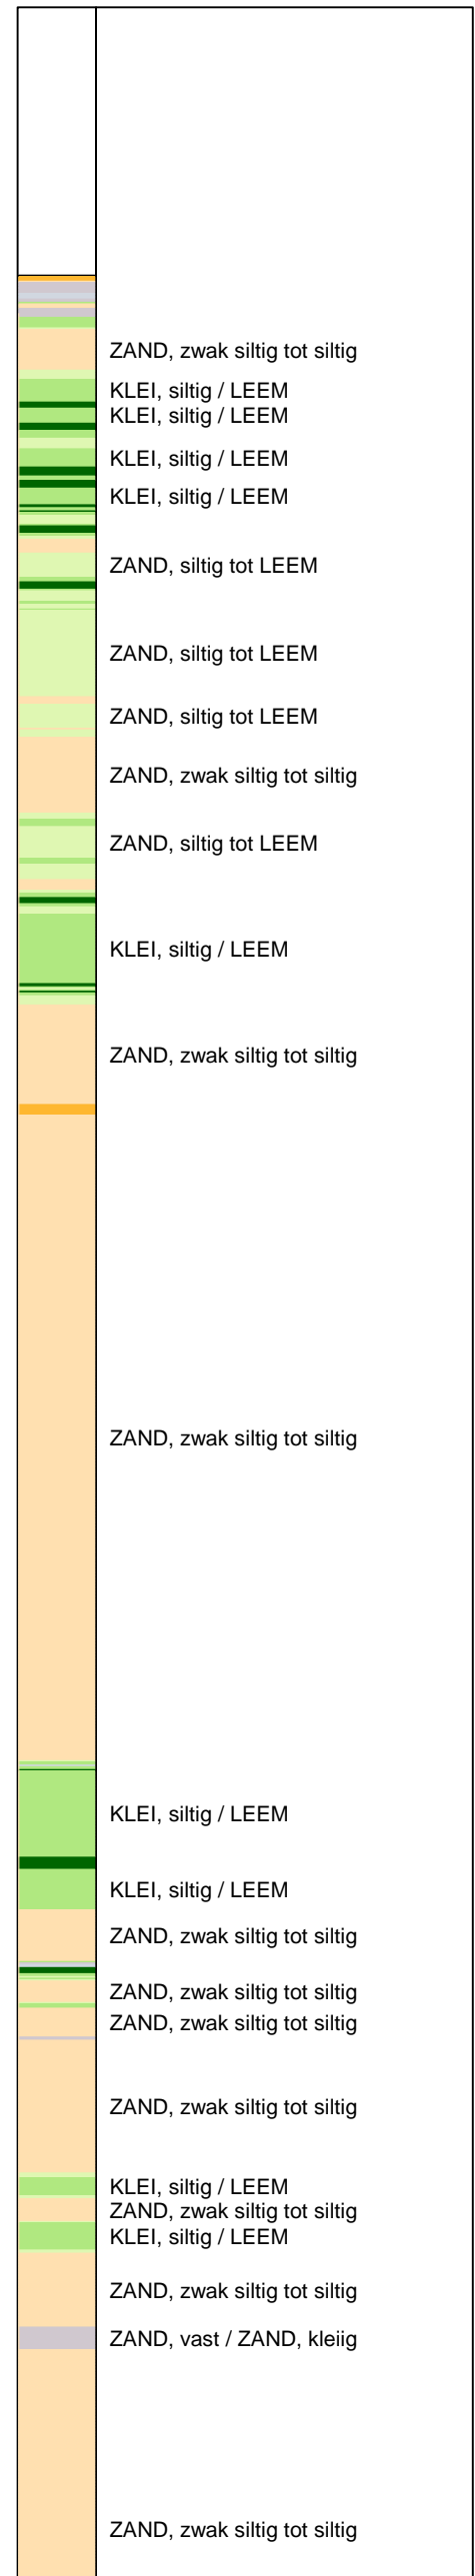 ZAND, zwak siltig tot siltig
KLEI, siltig / LEEM
KLEI, siltig / LEEM
KLEI, siltig / LEEM
KLEI, siltig / LEEM
ZAND, siltig tot LEEM
ZAND, siltig tot LEEM
ZAND, siltig tot LEEM
ZAND, zwak siltig tot siltig
ZAND, siltig tot LEEM
KLEI, siltig / LEEM
ZAND, zwak siltig tot siltig
ZAND, zwak siltig tot siltig
KLEI, siltig / LEEM
KLEI, siltig / LEEM
ZAND, zwak siltig tot siltig
ZAND, zwak siltig tot siltig
ZAND, zwak siltig tot siltig
ZAND, zwak siltig tot siltig
KLEI, siltig / LEEM
ZAND, zwak siltig tot siltig
KLEI, siltig / LEEM
ZAND, zwak siltig tot siltig
ZAND, vast / ZAND, kleiig
ZAND, zwak siltig tot siltig